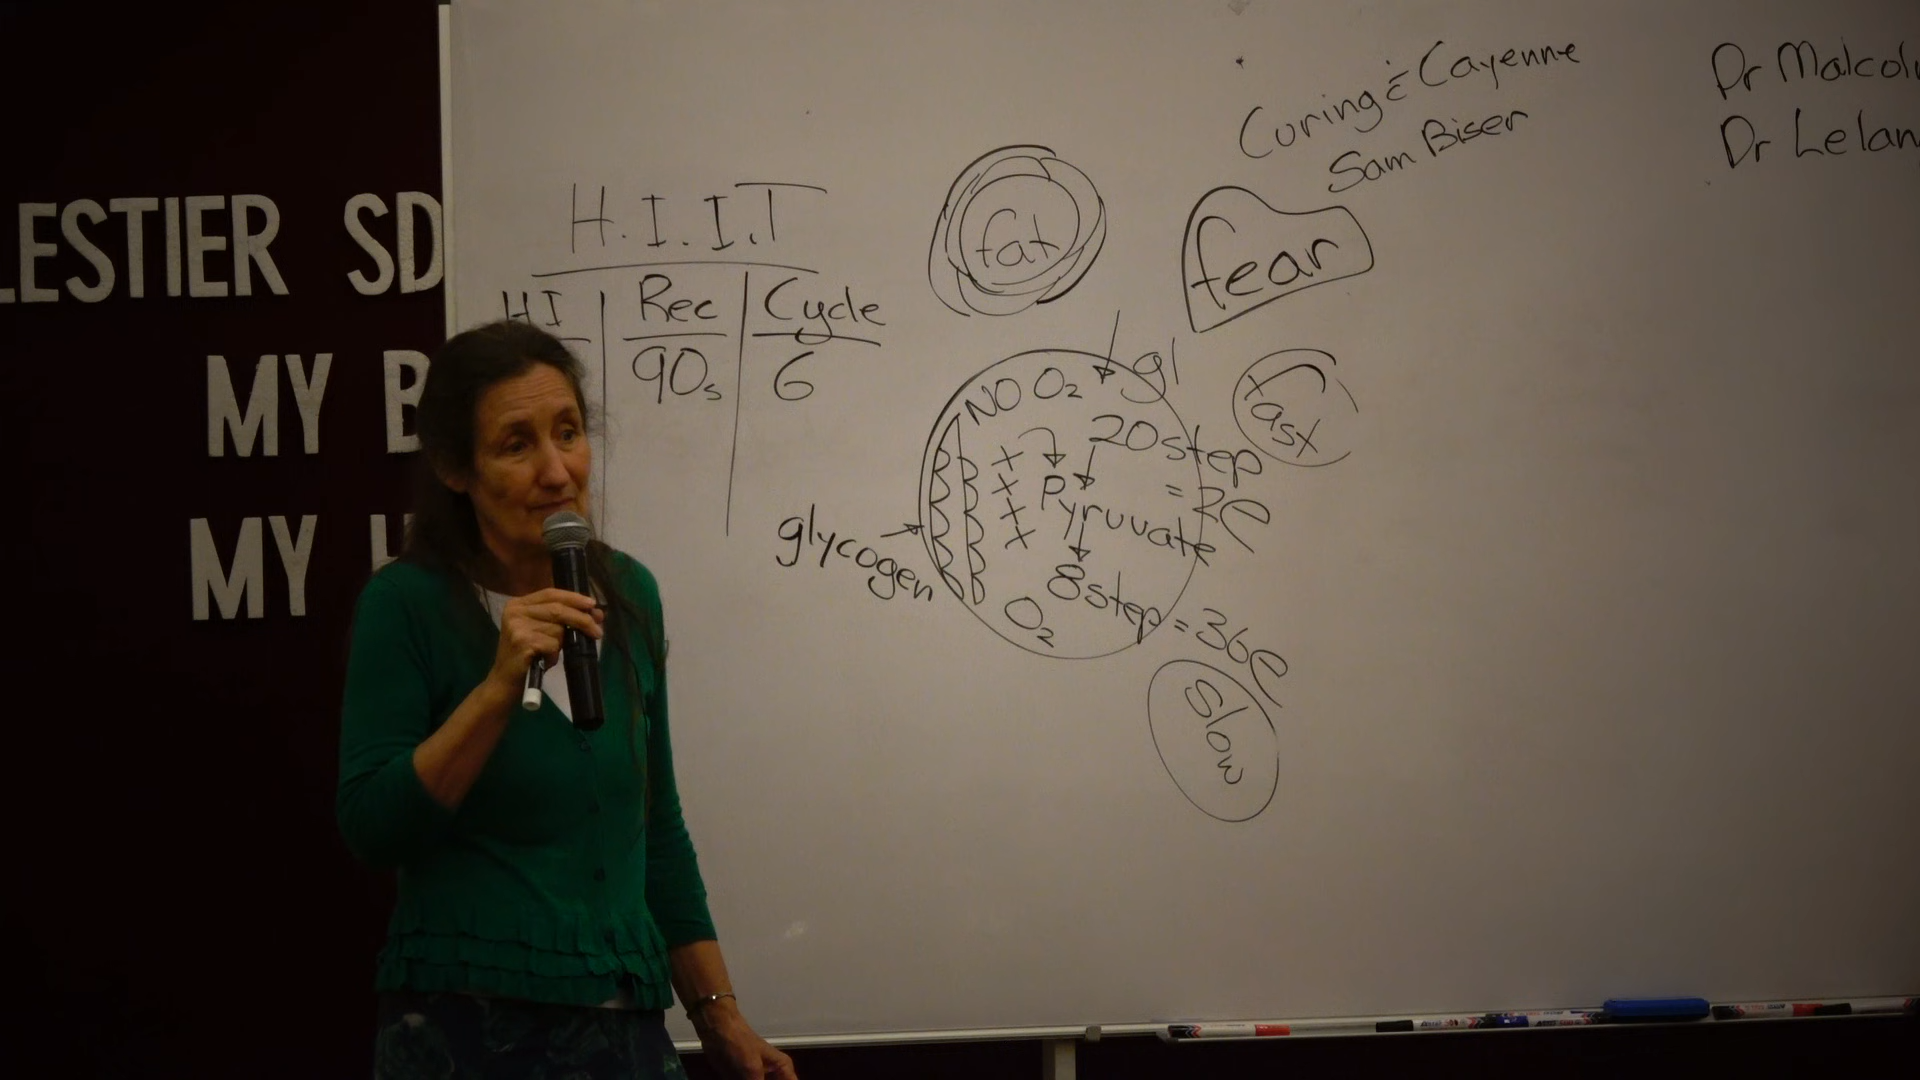 LESTIER SD
MY B
MY H
H.I.I.T
HI Rec Cycle
90s 6
fat
fear
Curing c̄ Cayenne
Sam Biser
Dr Malcol
Dr Lelan
NO O2 gl
20step
= 2e
Pyruvate
glycogen
O2
8step = 36e
fast
Slow